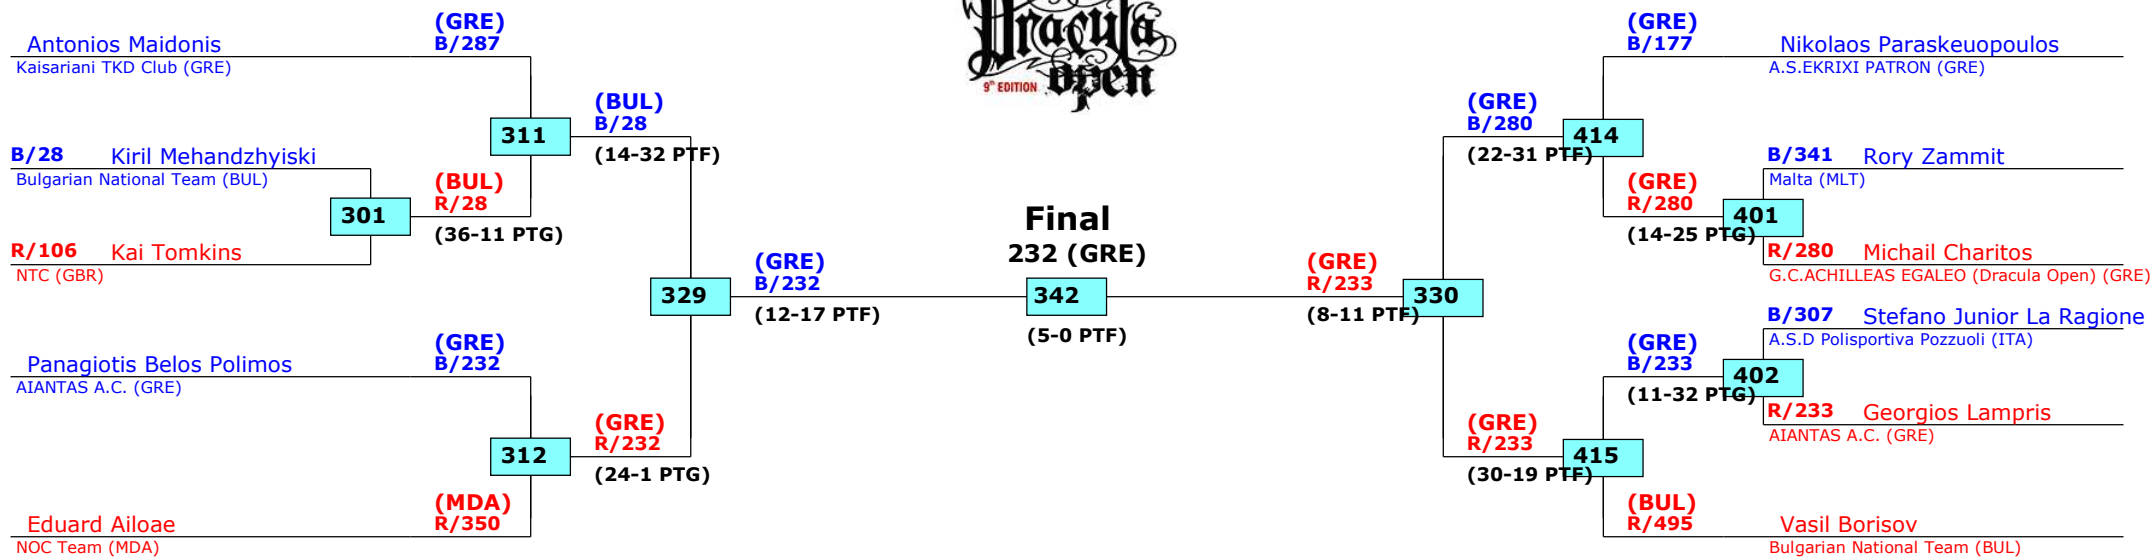 Dracula
open
9th EDITION
(GRE)
B/287
Antonios Maidonis
Kaisariani TKD Club (GRE)
311
(BUL)
B/28
(14-32 PTF)
B/28 Kiril Mehandzhyiski
Bulgarian National Team (BUL)
301
(BUL)
R/28
(36-11 PTG)
R/106 Kai Tomkins
NTC (GBR)
329
(GRE)
B/232
(12-17 PTF)
Panagiotis Belos Polimos
AIANTAS A.C. (GRE)
(GRE)
B/232
312
(GRE)
R/232
(24-1 PTG)
(MDA)
R/350
Eduard Ailoae
NOC Team (MDA)
Final
232 (GRE)
342
(5-0 PTF)
(GRE)
B/177
Nikolaos Paraskeuopoulos
A.S.EKRIXI PATRON (GRE)
(GRE)
B/280
(22-31 PTF)
414
B/341 Rory Zammit
Malta (MLT)
(GRE)
R/280
(14-25 PTG)
401
R/280 Michail Charitos
G.C.ACHILLEAS EGALEO (Dracula Open) (GRE)
(GRE)
R/233
(8-11 PTF)
330
B/307 Stefano Junior La Ragione
A.S.D Polisportiva Pozzuoli (ITA)
(GRE)
B/233
(11-32 PTG)
402
R/233 Georgios Lampris
AIANTAS A.C. (GRE)
(GRE)
R/233
(30-19 PTF)
415
(BUL)
R/495
Vasil Borisov
Bulgarian National Team (BUL)